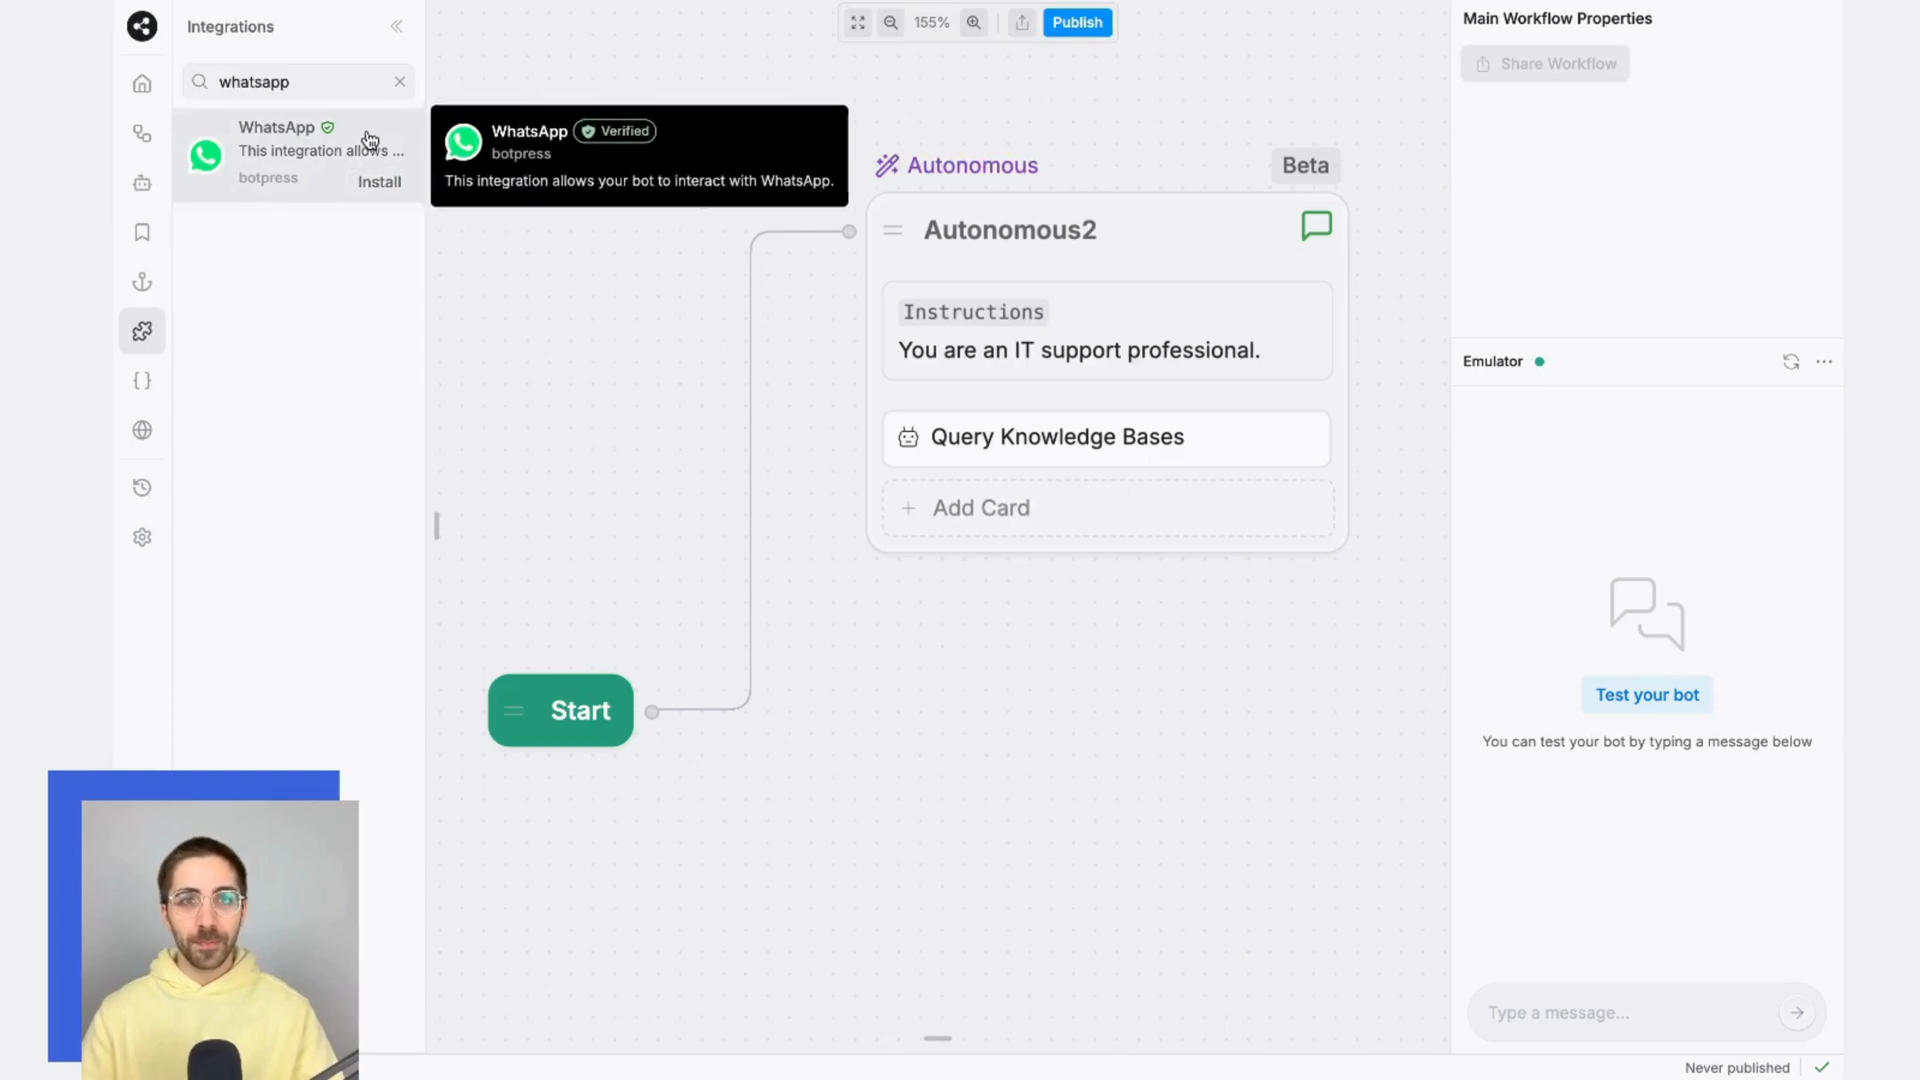 Integrations
whatsapp
WhatsApp
This integration allows ...
botpress
Install
WhatsApp Verified
botpress
This integration allows your bot to interact with WhatsApp.
155%
Publish
Autonomous
Beta
Autonomous2
Instructions
You are an IT support professional.
Query Knowledge Bases
Add Card
Start
Main Workflow Properties
Share Workflow
Emulator
Test your bot
You can test your bot by typing a message below
Type a message...
Never published